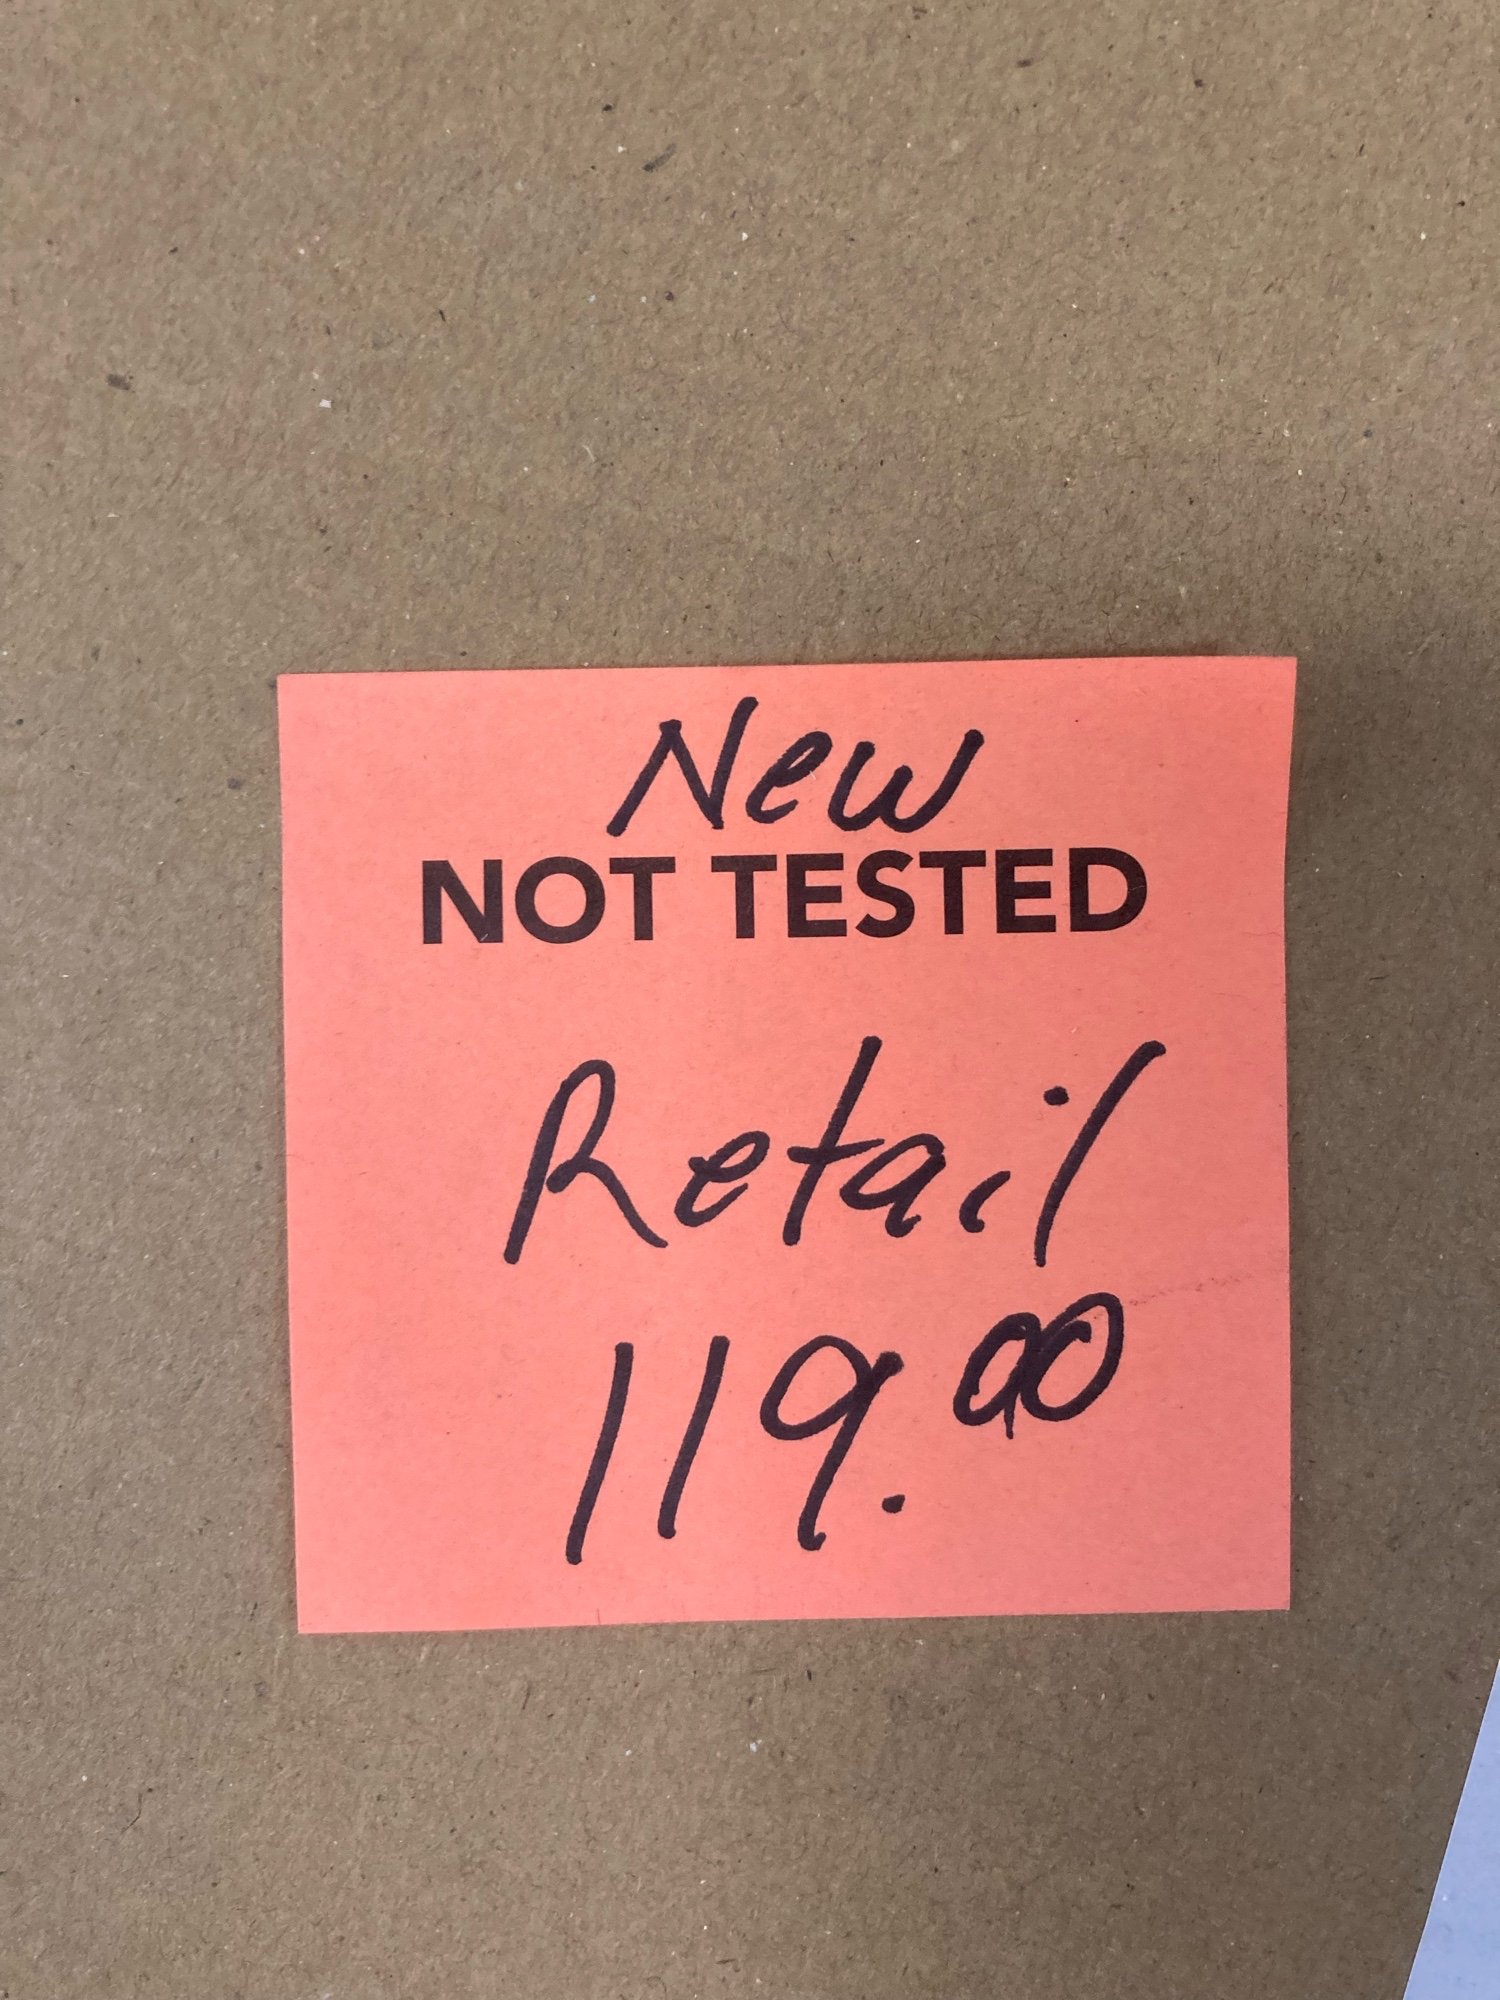 New
NOT TESTED
Retail
119.00